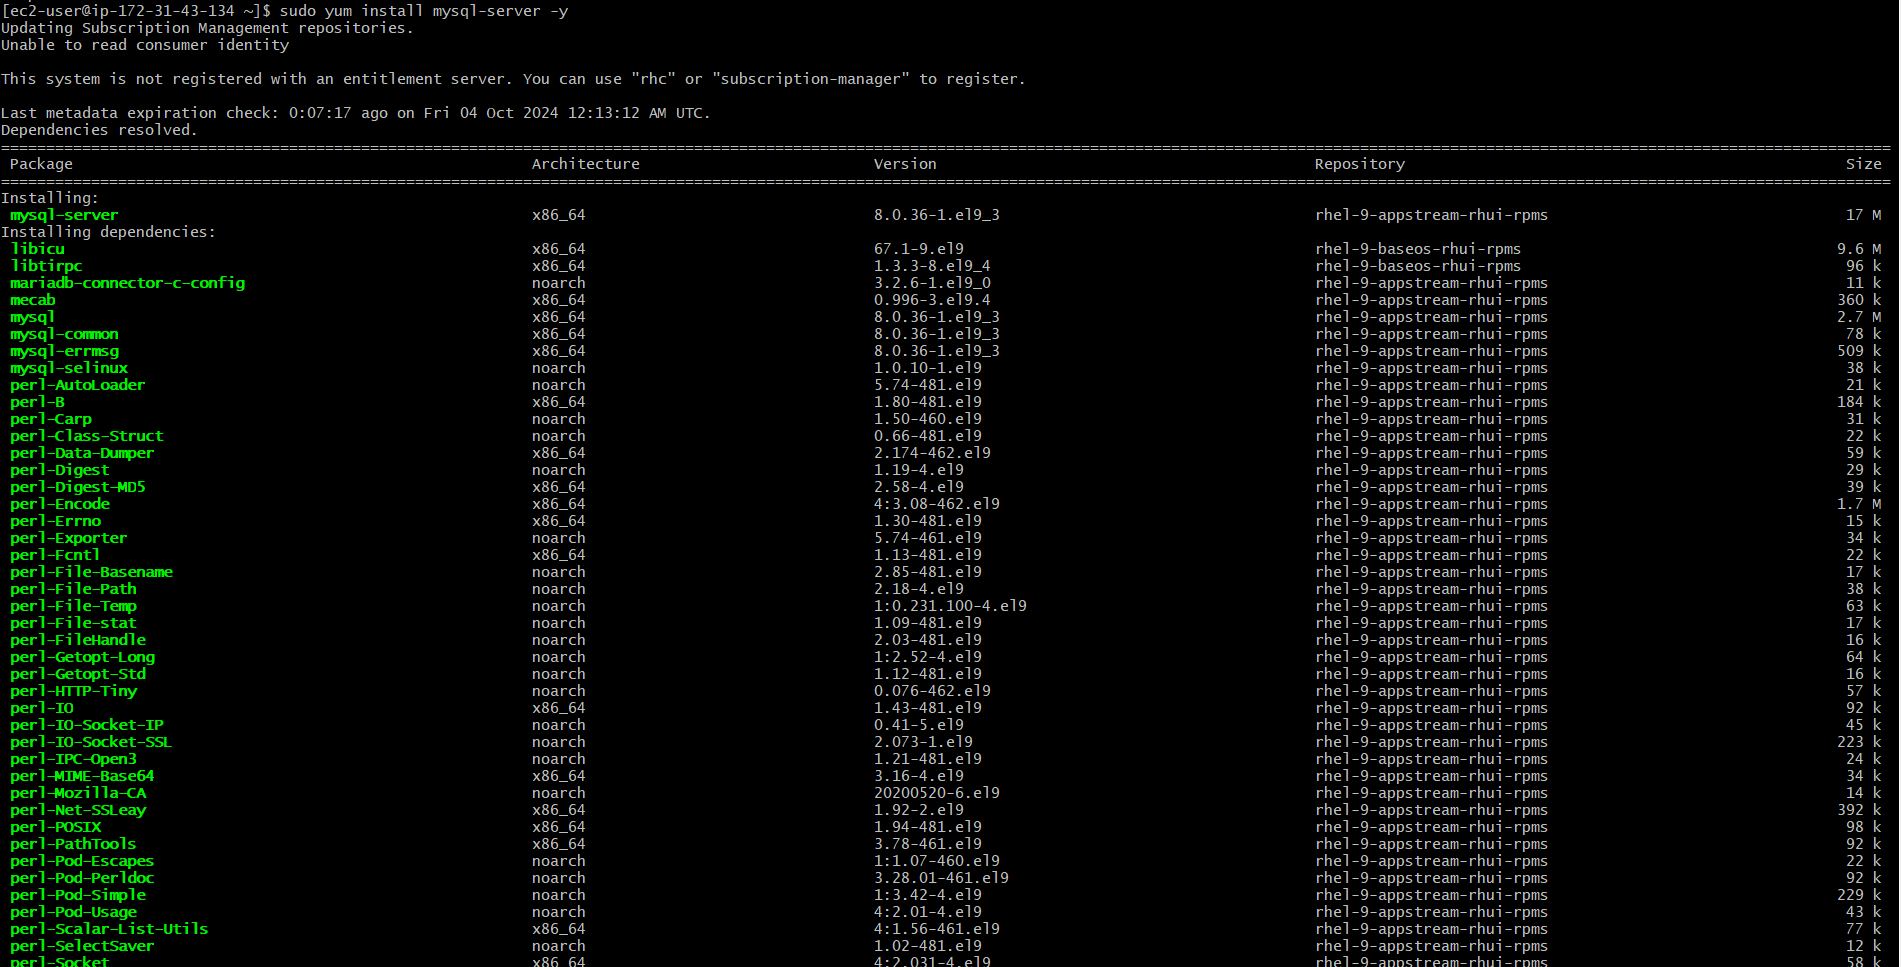 [ec2-user@ip-172-31-43-134 ~]$ sudo yum install mysql-server -y
Updating Subscription Management repositories.
Unable to read consumer identity
This system is not registered with an entitlement server. You can use "rhc" or "subscription-manager" to register.
Last metadata expiration check: 0:07:17 ago on Fri 04 Oct 2024 12:13:12 AM UTC.
Dependencies resolved.
Package Architecture Version Repository Size
Installing:
mysql-server x86_64 8.0.36-1.el9_3 rhel-9-appstream-rhui-rpms 17 M
Installing dependencies:
libicu x86_64 67.1-9.el9 rhel-9-baseos-rhui-rpms 9.6 M
libtirpc x86_64 1.3.3-8.el9_4 rhel-9-baseos-rhui-rpms 96 k
mariadb-connector-c-config noarch 3.2.6-1.el9_0 rhel-9-appstream-rhui-rpms 11 k
mecab x86_64 0.996-3.el9.4 rhel-9-appstream-rhui-rpms 360 k
mysql x86_64 8.0.36-1.el9_3 rhel-9-appstream-rhui-rpms 2.7 M
mysql-common x86_64 8.0.36-1.el9_3 rhel-9-appstream-rhui-rpms 78 k
mysql-errmsg x86_64 8.0.36-1.el9_3 rhel-9-appstream-rhui-rpms 509 k
mysql-selinux noarch 1.0.10-1.el9 rhel-9-appstream-rhui-rpms 38 k
perl-AutoLoader noarch 5.74-481.el9 rhel-9-appstream-rhui-rpms 21 k
perl-B x86_64 1.80-481.el9 rhel-9-appstream-rhui-rpms 184 k
perl-Carp noarch 1.50-460.el9 rhel-9-appstream-rhui-rpms 31 k
perl-Class-Struct noarch 0.66-481.el9 rhel-9-appstream-rhui-rpms 22 k
perl-Data-Dumper x86_64 2.174-462.el9 rhel-9-appstream-rhui-rpms 59 k
perl-Digest noarch 1.19-4.el9 rhel-9-appstream-rhui-rpms 29 k
perl-Digest-MD5 x86_64 2.58-4.el9 rhel-9-appstream-rhui-rpms 39 k
perl-Encode x86_64 4:3.08-462.el9 rhel-9-appstream-rhui-rpms 1.7 M
perl-Errno x86_64 1.30-481.el9 rhel-9-appstream-rhui-rpms 15 k
perl-Exporter noarch 5.74-461.el9 rhel-9-appstream-rhui-rpms 34 k
perl-Fcntl x86_64 1.13-481.el9 rhel-9-appstream-rhui-rpms 22 k
perl-File-Basename noarch 2.85-481.el9 rhel-9-appstream-rhui-rpms 17 k
perl-File-Path noarch 2.18-4.el9 rhel-9-appstream-rhui-rpms 38 k
perl-File-Temp noarch 1:0.231.100-4.el9 rhel-9-appstream-rhui-rpms 63 k
perl-File-stat noarch 1.09-481.el9 rhel-9-appstream-rhui-rpms 17 k
perl-FileHandle noarch 2.03-481.el9 rhel-9-appstream-rhui-rpms 16 k
perl-Getopt-Long noarch 1:2.52-4.el9 rhel-9-appstream-rhui-rpms 64 k
perl-Getopt-Std noarch 1.12-481.el9 rhel-9-appstream-rhui-rpms 16 k
perl-HTTP-Tiny noarch 0.076-462.el9 rhel-9-appstream-rhui-rpms 57 k
perl-IO x86_64 1.43-481.el9 rhel-9-appstream-rhui-rpms 92 k
perl-IO-Socket-IP noarch 0.41-5.el9 rhel-9-appstream-rhui-rpms 45 k
perl-IO-Socket-SSL noarch 2.073-1.el9 rhel-9-appstream-rhui-rpms 223 k
perl-IPC-Open3 noarch 1.21-481.el9 rhel-9-appstream-rhui-rpms 24 k
perl-MIME-Base64 x86_64 3.16-4.el9 rhel-9-appstream-rhui-rpms 34 k
perl-Mozilla-CA noarch 20200520-6.el9 rhel-9-appstream-rhui-rpms 14 k
perl-Net-SSLeay x86_64 1.92-2.el9 rhel-9-appstream-rhui-rpms 392 k
perl-POSIX x86_64 1.94-481.el9 rhel-9-appstream-rhui-rpms 98 k
perl-PathTools x86_64 3.78-461.el9 rhel-9-appstream-rhui-rpms 92 k
perl-Pod-Escapes noarch 1:1.07-460.el9 rhel-9-appstream-rhui-rpms 22 k
perl-Pod-Perldoc noarch 3.28.01-461.el9 rhel-9-appstream-rhui-rpms 92 k
perl-Pod-Simple noarch 1:3.42-4.el9 rhel-9-appstream-rhui-rpms 229 k
perl-Pod-Usage noarch 4:2.01-4.el9 rhel-9-appstream-rhui-rpms 43 k
perl-Scalar-List-Utils x86_64 4:1.56-461.el9 rhel-9-appstream-rhui-rpms 77 k
perl-SelectSaver noarch 1.02-481.el9 rhel-9-appstream-rhui-rpms 12 k
perl-Socket x86_64 4:2.031-4.el9 rhel-9-appstream-rhui-rpms 58 k